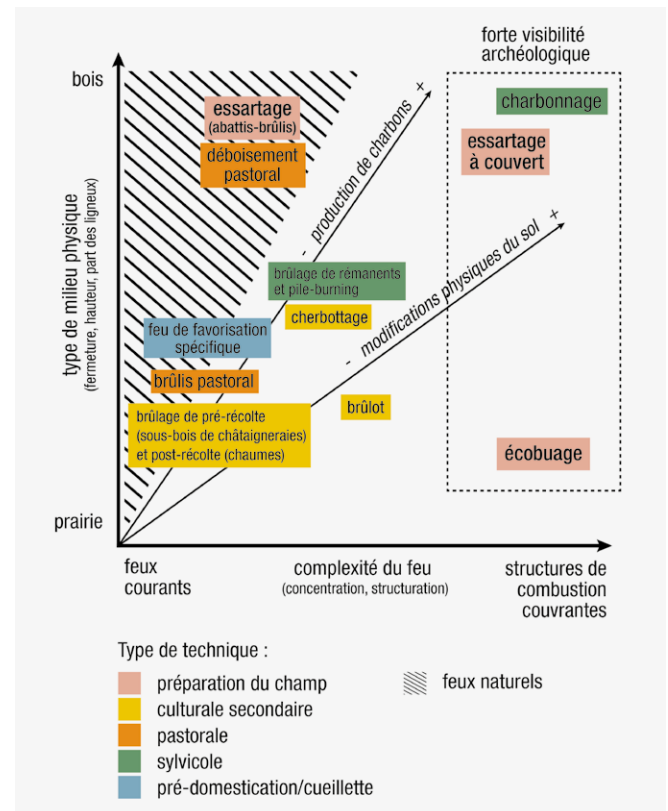 forte visibilité
archéologique
bois
charbonnage
essartage
(abattis-brûlis)
essartage
à couvert
déboisement
pastoral
- production de charbons +
- modifications physiques du sol +
type de milieu physique
(fermeture, hauteur, part des ligneux)
brûlage de rémanents
et pile-burning
cherbottage
feu de favorisation
spécifique
brûlis pastoral
brûlot
brûlage de pré-récolte
(sous-bois de châtaigneraies)
et post-récolte (chaumes)
écobuage
prairie
feux
courants
complexité du feu
(concentration, structuration)
structures de
combustion
couvrantes
Type de technique :
préparation du champ
feux naturels
culturale secondaire
pastorale
sylvicole
pré-domestication/cueillette